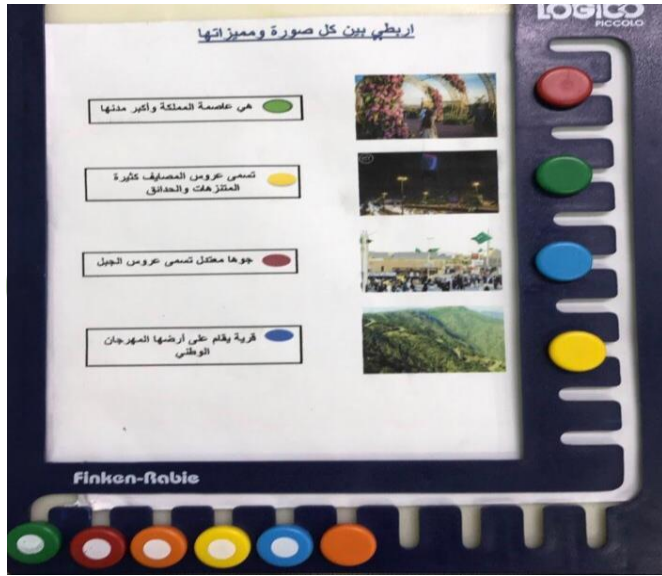 LOGICO
PICCOLO
اربطي بين كل صورة ومميزاتها
هي عاصمة المملكة وأكبر مدنها
تسمى عروس المصايف كثيرة
المتنزهات والحدائق
جوها معتدل تسمى عروس الجبل
قرية يقام على أرضها المهرجان
الوطني
Finken-Rabie